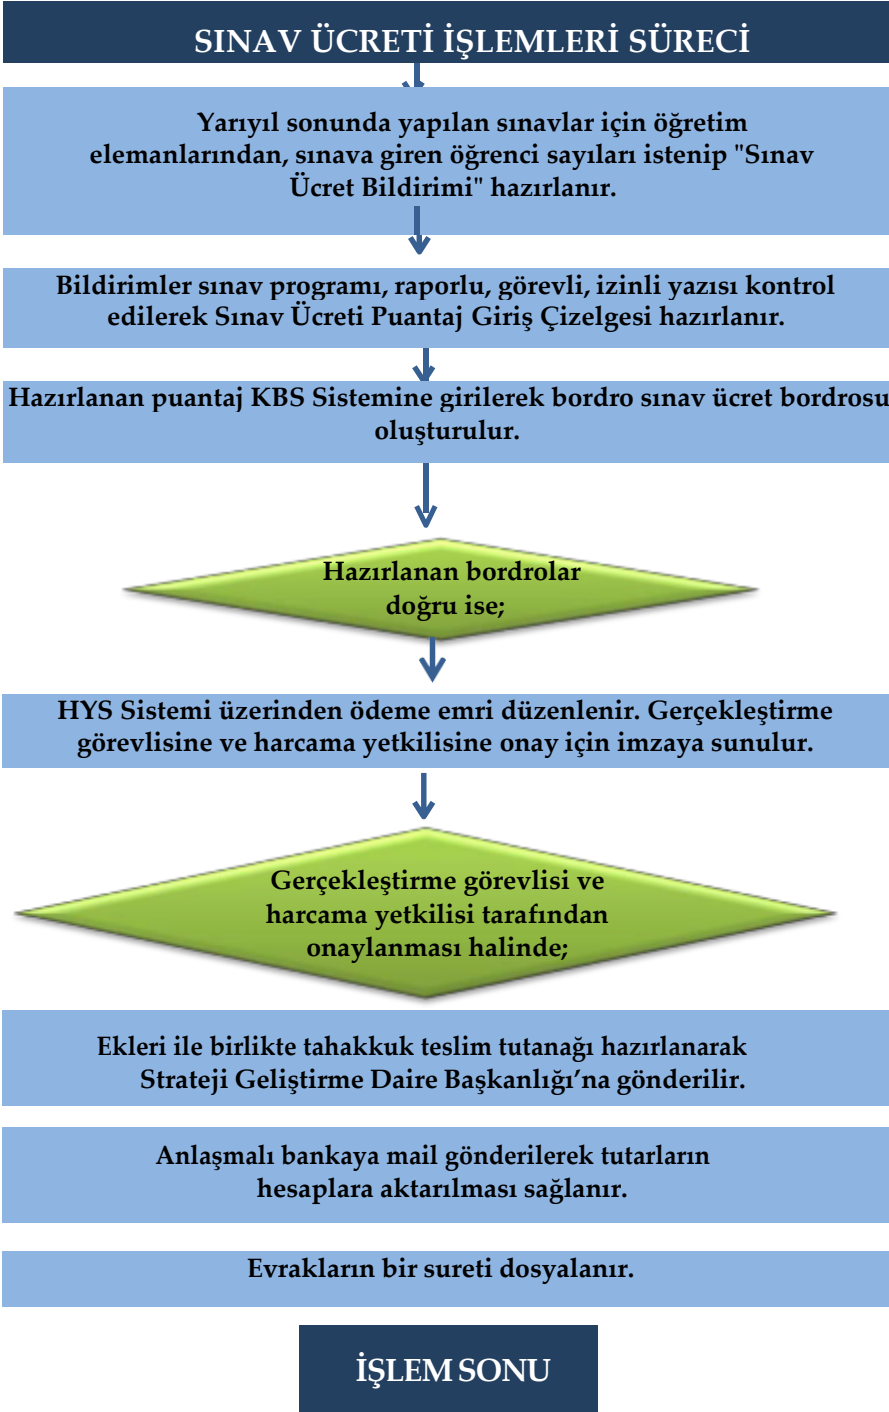 SINAV ÜCRETİ İŞLEMLERİ SÜRECİ
Yarıyıl sonunda yapılan sınavlar için öğretim
elemanlarından, sınava giren öğrenci sayıları istenip "Sınav
Ücret Bildirimi" hazırlanır.
Bildirimler sınav programı, raporlu, görevli, izinli yazısı kontrol
edilerek Sınav Ücreti Puantaj Giriş Çizelgesi hazırlanır.
Hazırlanan puantaj KBS Sistemine girilerek bordro sınav ücret bordrosu
oluşturulur.
Hazırlanan bordrolar
doğru ise;
HYS Sistemi üzerinden ödeme emri düzenlenir. Gerçekleştirme
görevlisine ve harcama yetkilisine onay için imzaya sunulur.
Gerçekleştirme görevlisi ve
harcama yetkilisi tarafından
onaylanması halinde;
Ekleri ile birlikte tahakkuk teslim tutanağı hazırlanarak
Strateji Geliştirme Daire Başkanlığı’na gönderilir.
Anlaşmalı bankaya mail gönderilerek tutarların
hesaplara aktarılması sağlanır.
Evrakların bir sureti dosyalanır.
İŞLEM SONU